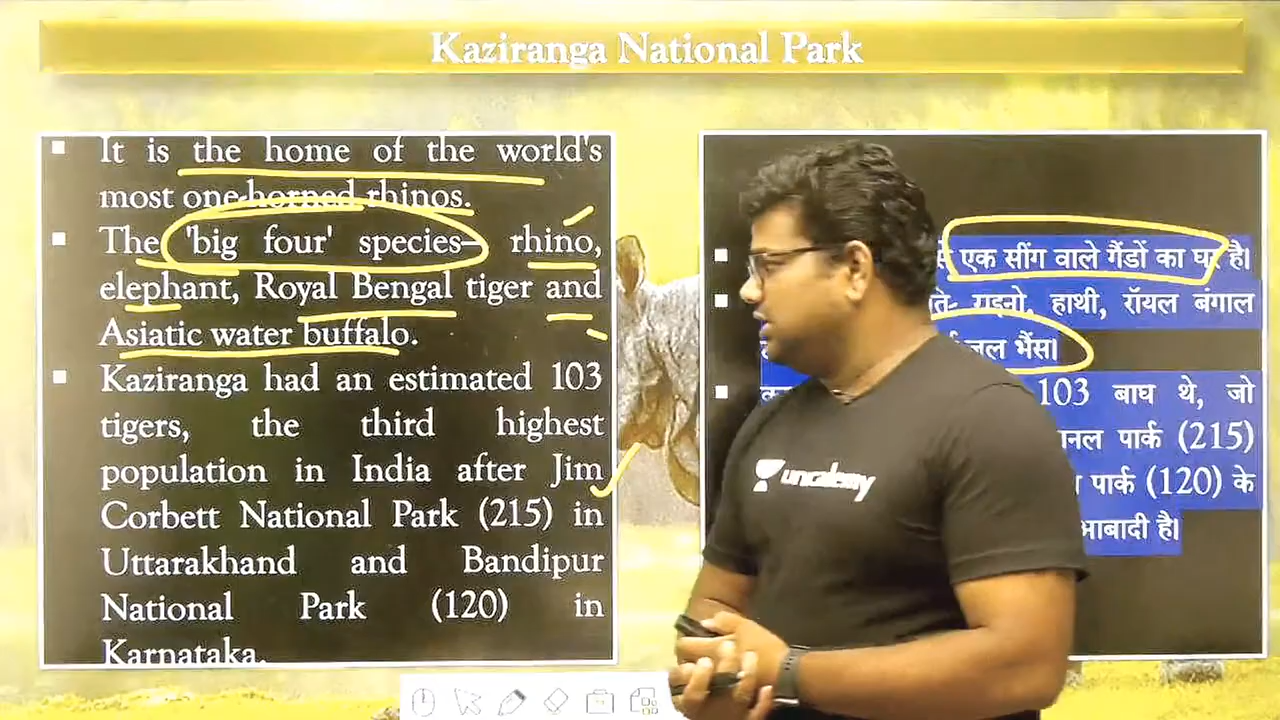 Kaziranga National Park
It is the home of the world's
most one-horned rhinos.
The 'big four' species– rhino,
elephant, Royal Bengal tiger and
Asiatic water buffalo.
Kaziranga had an estimated 103
tigers, the third highest
population in India after Jim
Corbett National Park (215) in
Uttarakhand and Bandipur
National Park (120) in
Karnataka.
एक सींग वाले गैंडों का घर है।
राइनो, हाथी, रॉयल बंगाल
जल भैंस।
103 बाघ थे, जो
पार्क (215)
पार्क (120) के
आबादी है।
unacademy